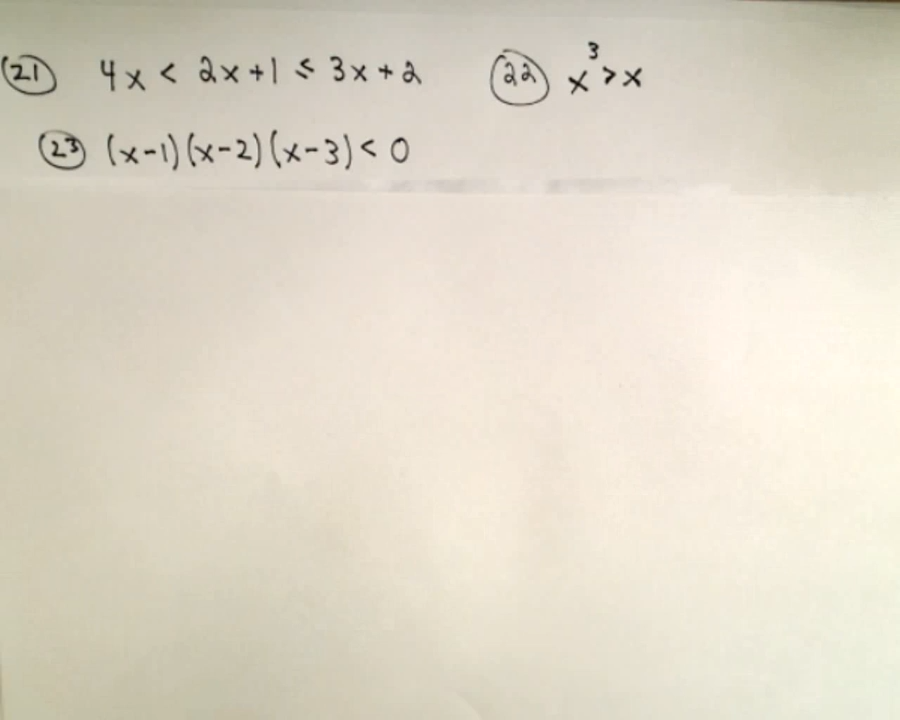 (21) 4x < 2x+1 ≤ 3x+2 (22) x³>x
(23) (x-1)(x-2)(x-3)< 0